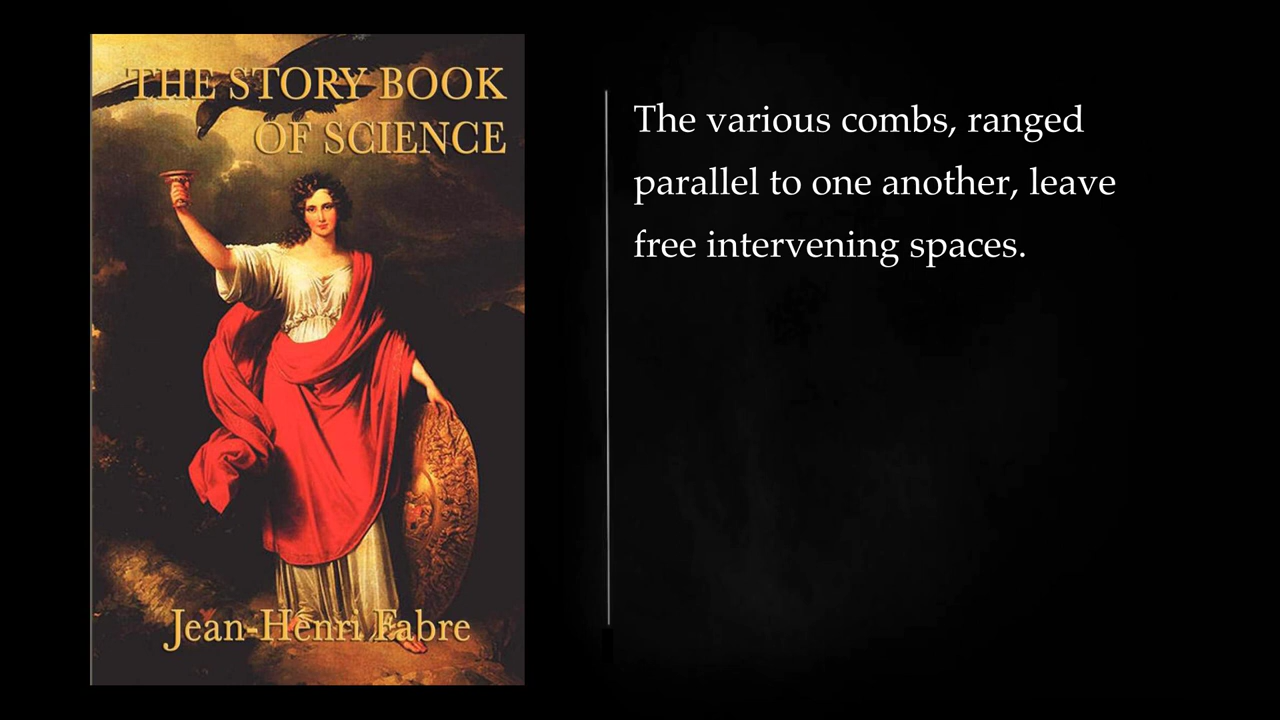 THE STORY BOOK
OF SCIENCE
Jean-Henri Fabre
The various combs, ranged
parallel to one another, leave
free intervening spaces.